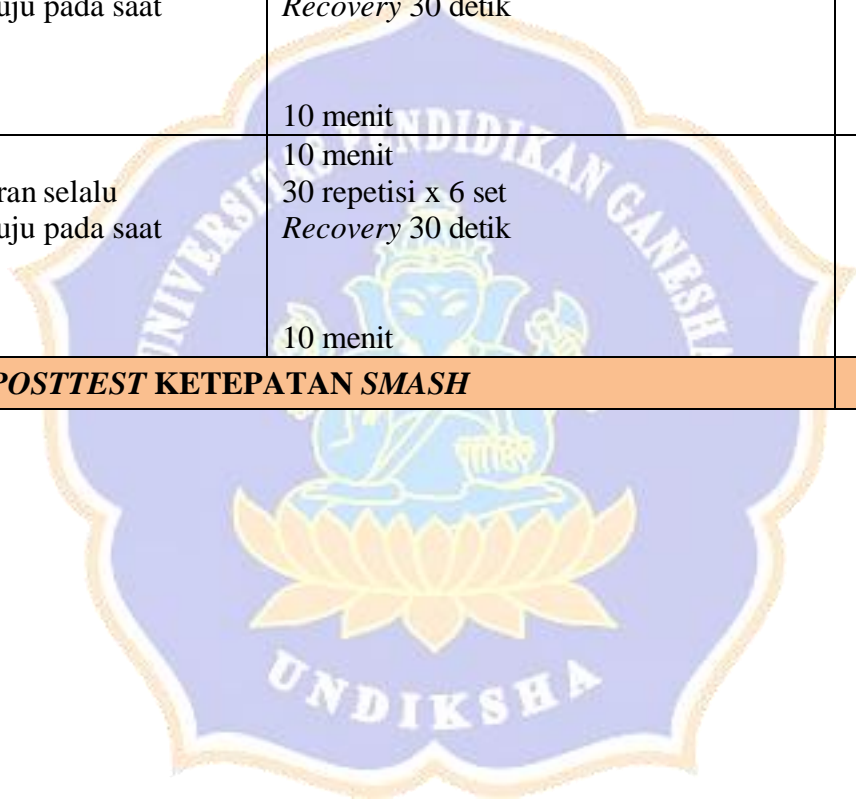 uju pada saat
Recovery 30 detik
10 menit
10 menit
ran selalu
30 repetisi x 6 set
uju pada saat
Recovery 30 detik
10 menit
POSTTEST KETEPATAN SMASH
UNIVERSITAS PENDIDIKAN GANESHA
UNDIKSHA